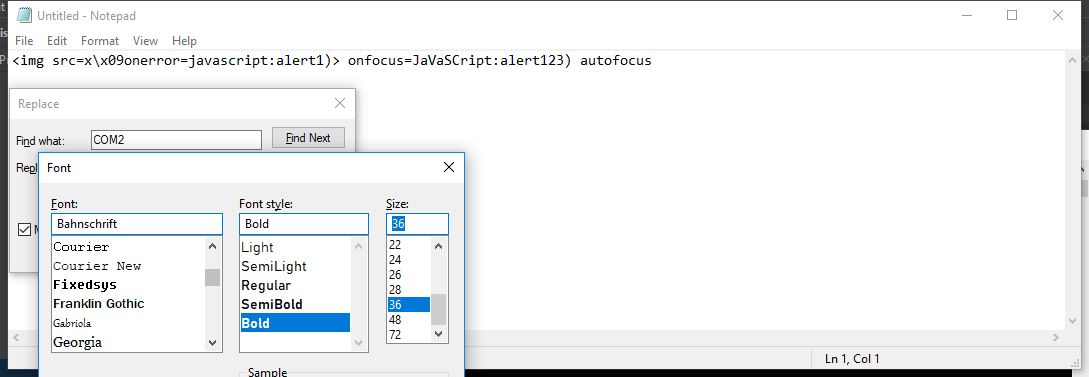 Untitled - Notepad
File Edit Format View Help
<img src=x\x09onerror=javascript:alert1)> onfocus=JaVaSCript:alert123) autofocus
Replace
Find what: COM2 Find Next
Repl
Font
Font: Font style: Size:
Bahnschrift Bold 36
Courier
Courier New
Fixedsys
Franklin Gothic
Gabriola
Georgia
Light
SemiLight
Regular
SemiBold
Bold
22
24
26
28
36
48
72
Sample
Ln 1, Col 1